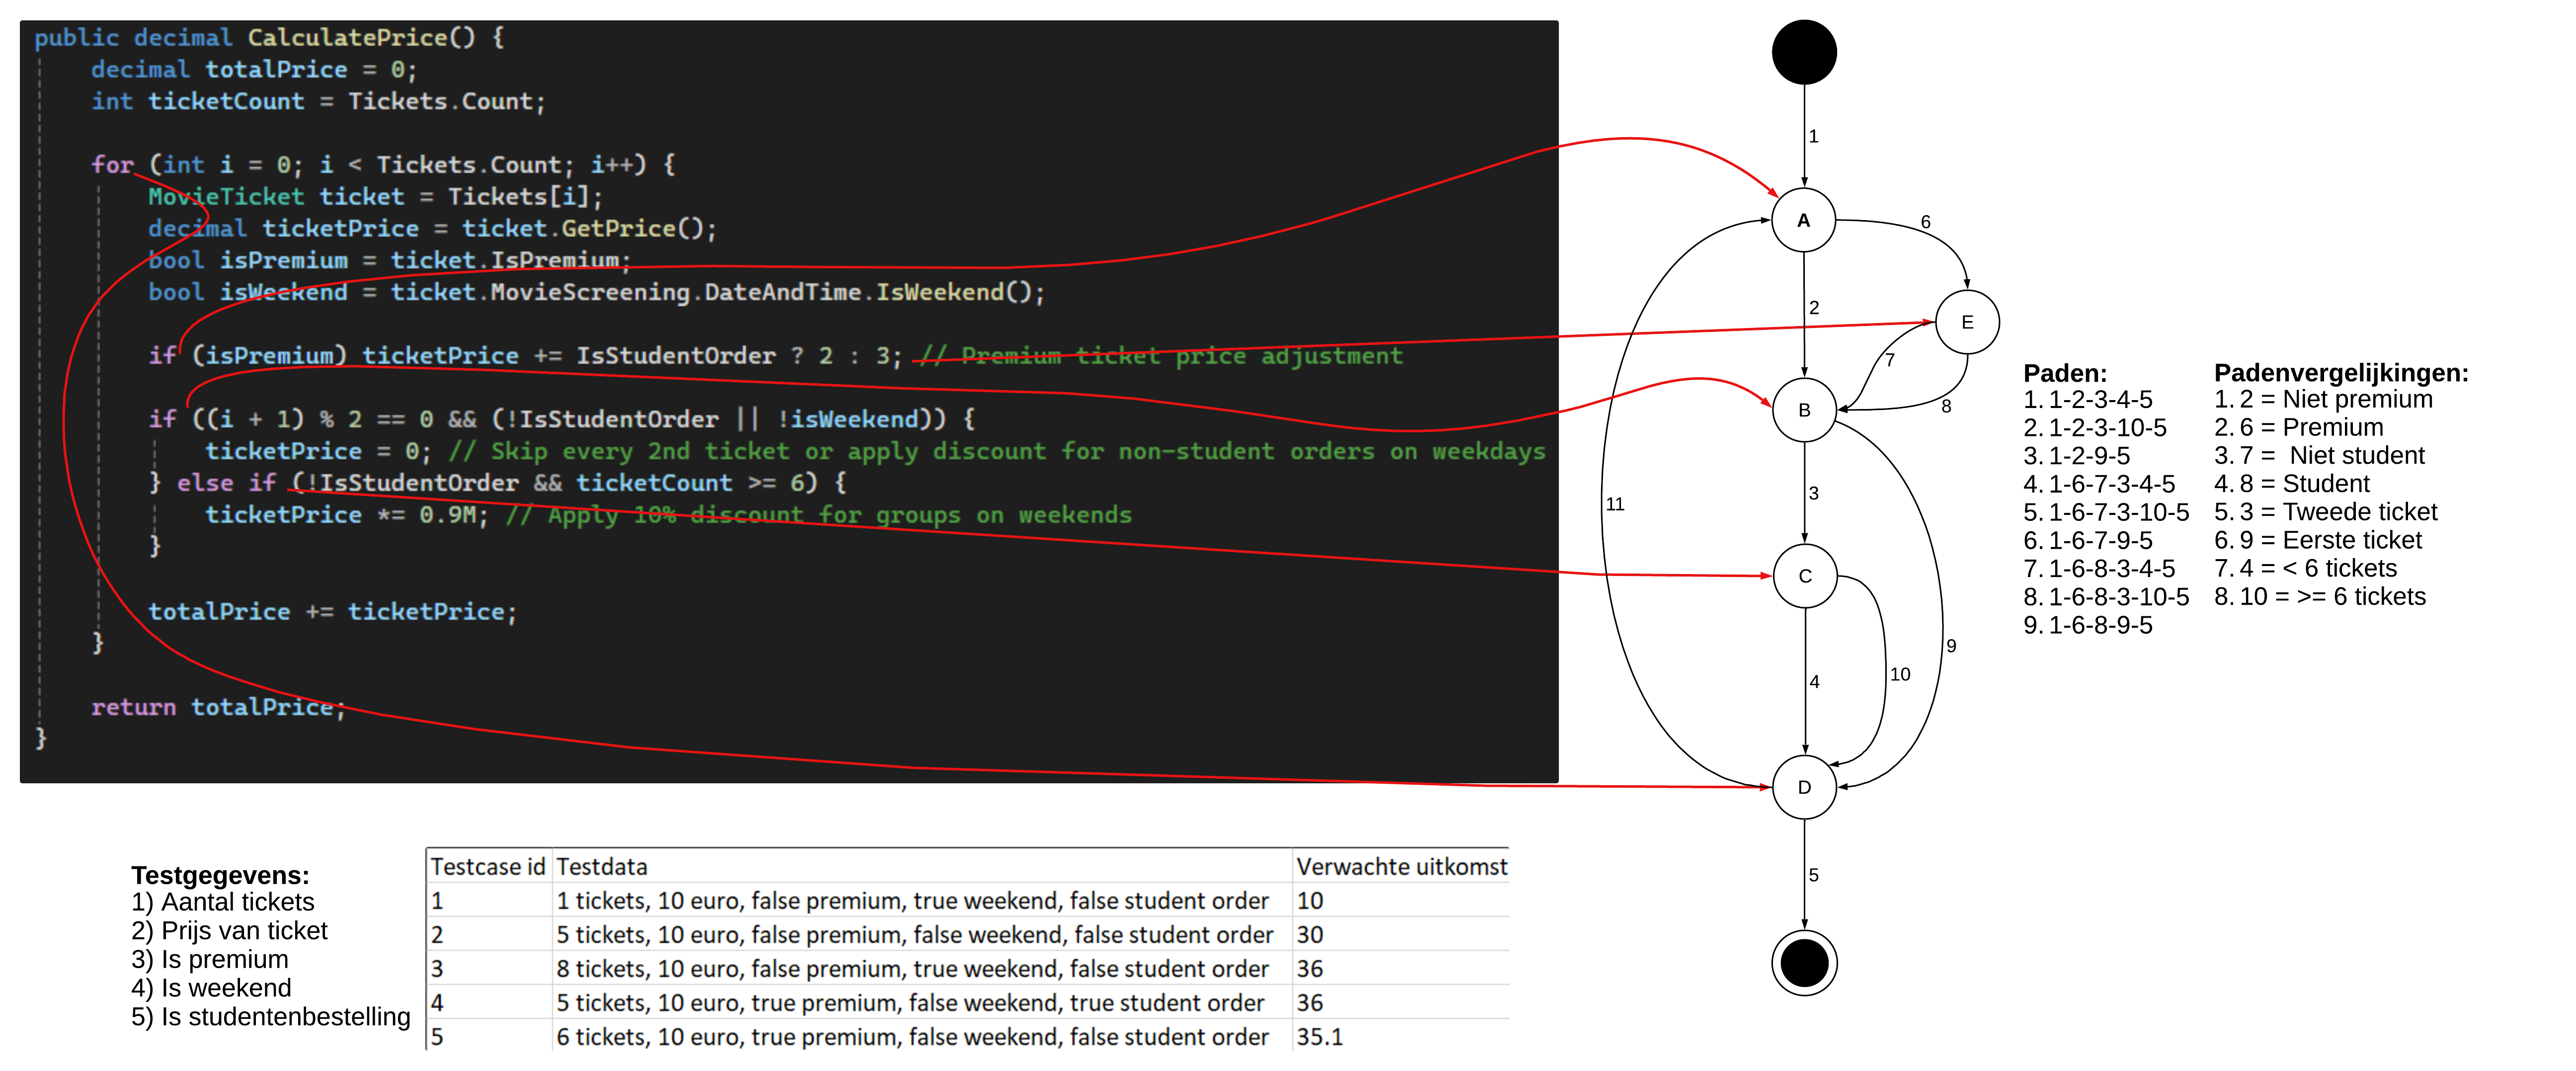 public decimal CalculatePrice() {
decimal totalPrice = 0;
int ticketCount = Tickets.Count;
for (int i = 0; i < Tickets.Count; i++) {
MovieTicket ticket = Tickets[i];
decimal ticketPrice = ticket.GetPrice();
bool isPremium = ticket.IsPremium;
bool isWeekend = ticket.MovieScreening.DateAndTime.IsWeekend();
if (isPremium) ticketPrice += IsStudentOrder ? 2 : 3; // Premium ticket price adjustment
if ((i + 1) % 2 == 0 && (!IsStudentOrder || !isWeekend)) {
ticketPrice = 0; // Skip every 2nd ticket or apply discount for non-student orders on weekdays
} else if (!IsStudentOrder && ticketCount >= 6) {
ticketPrice *= 0.9M; // Apply 10% discount for groups on weekends
}
totalPrice += ticketPrice;
}
return totalPrice;
}
1
A
6
2
E
7
8
B
3
11
C
9
10
4
D
5
Paden:
1. 1-2-3-4-5
2. 1-2-3-10-5
3. 1-2-9-5
4. 1-6-7-3-4-5
5. 1-6-7-3-10-5
6. 1-6-7-9-5
7. 1-6-8-3-4-5
8. 1-6-8-3-10-5
9. 1-6-8-9-5
Padenvergelijkingen:
1. 2 = Niet premium
2. 6 = Premium
3. 7 = Niet student
4. 8 = Student
5. 3 = Tweede ticket
6. 9 = Eerste ticket
7. 4 = < 6 tickets
8. 10 = >= 6 tickets
Testgegevens:
1) Aantal tickets
2) Prijs van ticket
3) Is premium
4) Is weekend
5) Is studentenbestelling
Testcase id Testdata Verwachte uitkomst
1 1 tickets, 10 euro, false premium, true weekend, false student order 10
2 5 tickets, 10 euro, false premium, false weekend, false student order 30
3 8 tickets, 10 euro, false premium, true weekend, false student order 36
4 5 tickets, 10 euro, true premium, false weekend, true student order 36
5 6 tickets, 10 euro, true premium, false weekend, false student order 35.1